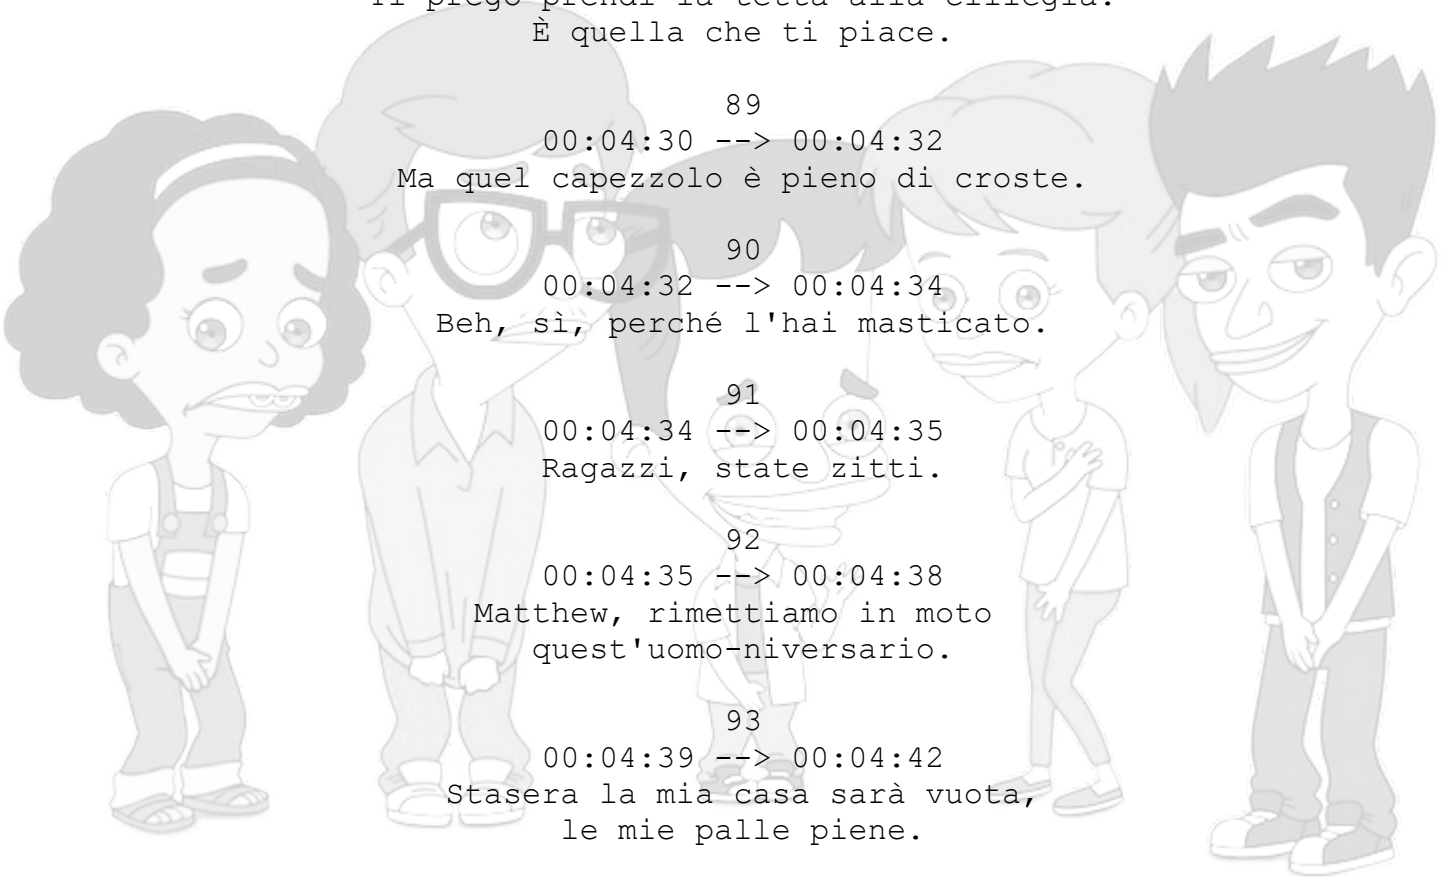 Ti prego prendi la tetta alla ciliegia.
È quella che ti piace.
89
00:04:30 --> 00:04:32
Ma quel capezzolo è pieno di croste.
90
00:04:32 --> 00:04:34
Beh, sì, perché l'hai masticato.
91
00:04:34 --> 00:04:35
Ragazzi, state zitti.
92
00:04:35 --> 00:04:38
Matthew, rimettiamo in moto
quest'uomo-niversario.
93
00:04:39 --> 00:04:42
Stasera la mia casa sarà vuota,
le mie palle piene.